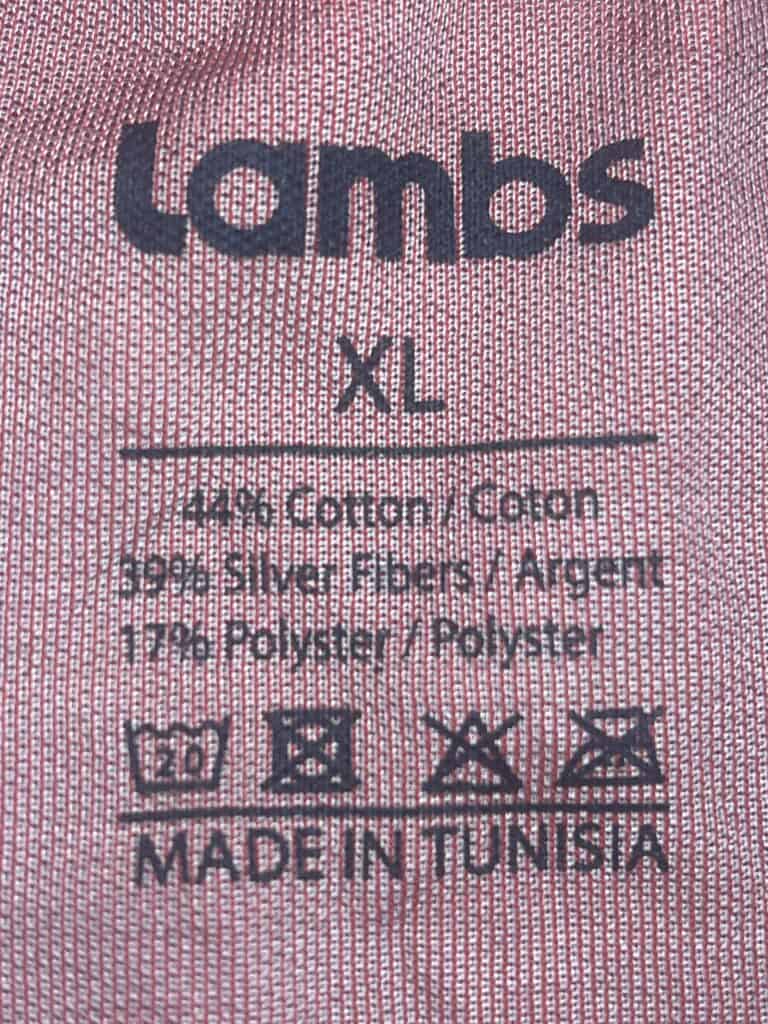 Lambs
XL
44% Cotton / Coton
39% Silver Fibers / Argent
17% Polyster / Polyster
20
MADE IN TUNISIA